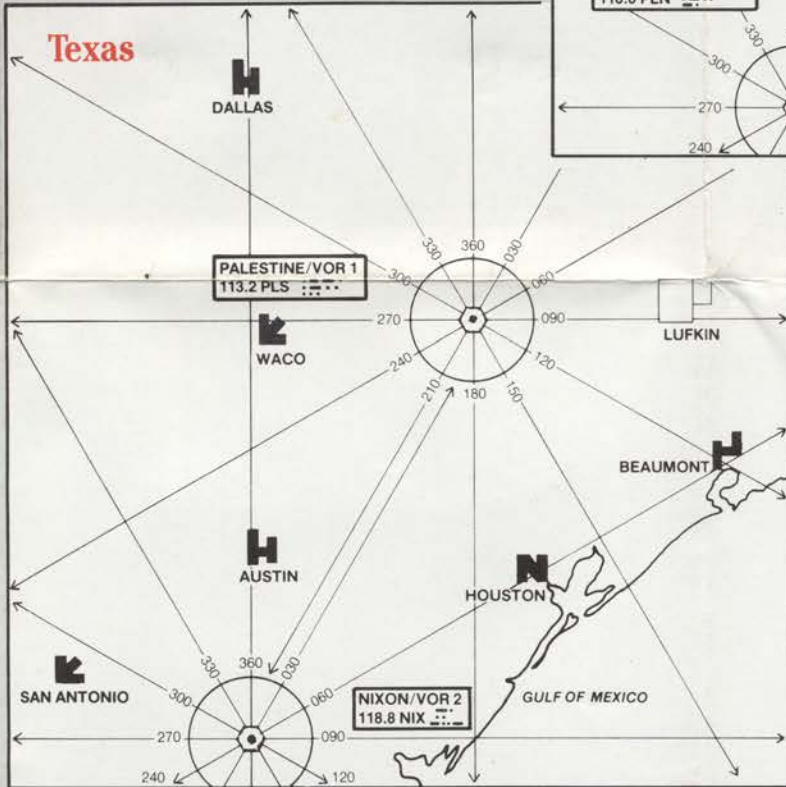 Texas
DALLAS
330
300
270
240
PALESTINE/VOR 1
113.2 PLS
360
030
060
090
120
150
180
210
240
270
300
330
WACO
LUFKIN
BEAUMONT
AUSTIN
HOUSTON
SAN ANTONIO
NIXON/VOR 2
118.8 NIX
GULF OF MEXICO
360
030
060
090
120
240
270
300
330